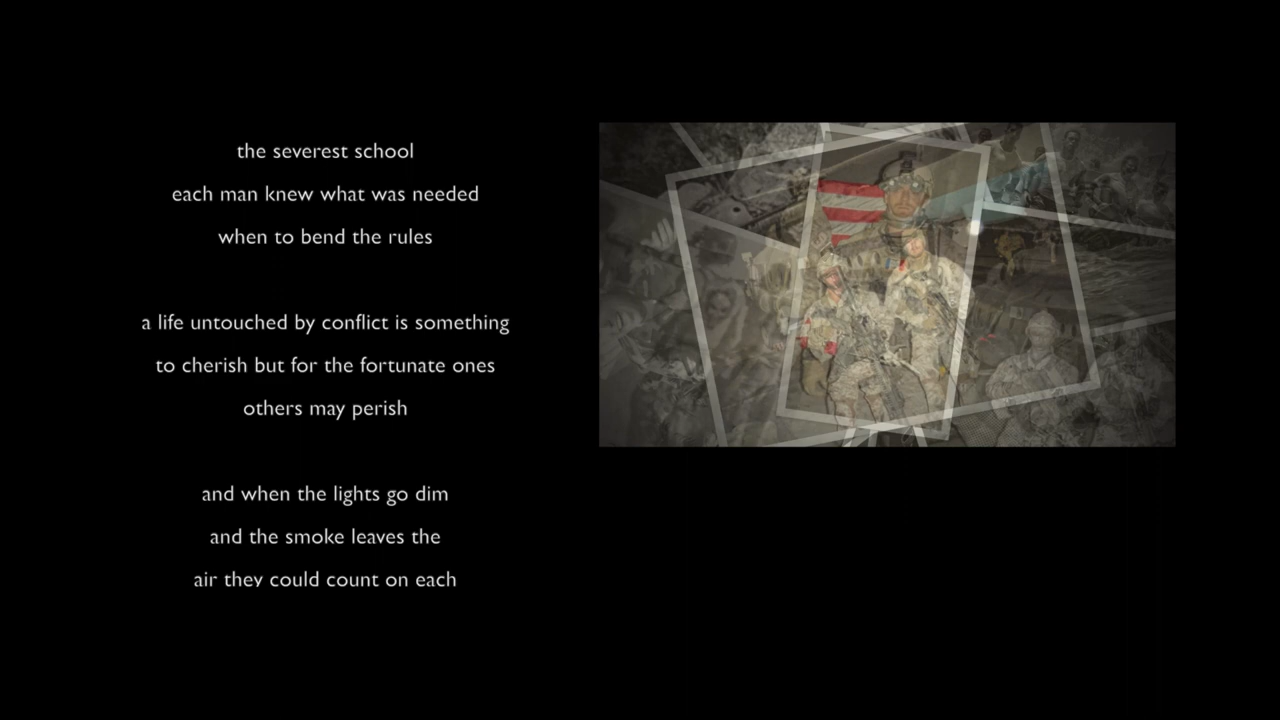 the severest school
each man knew what was needed
when to bend the rules
a life untouched by conflict is something
to cherish but for the fortunate ones
others may perish
and when the lights go dim
and the smoke leaves the
air they could count on each